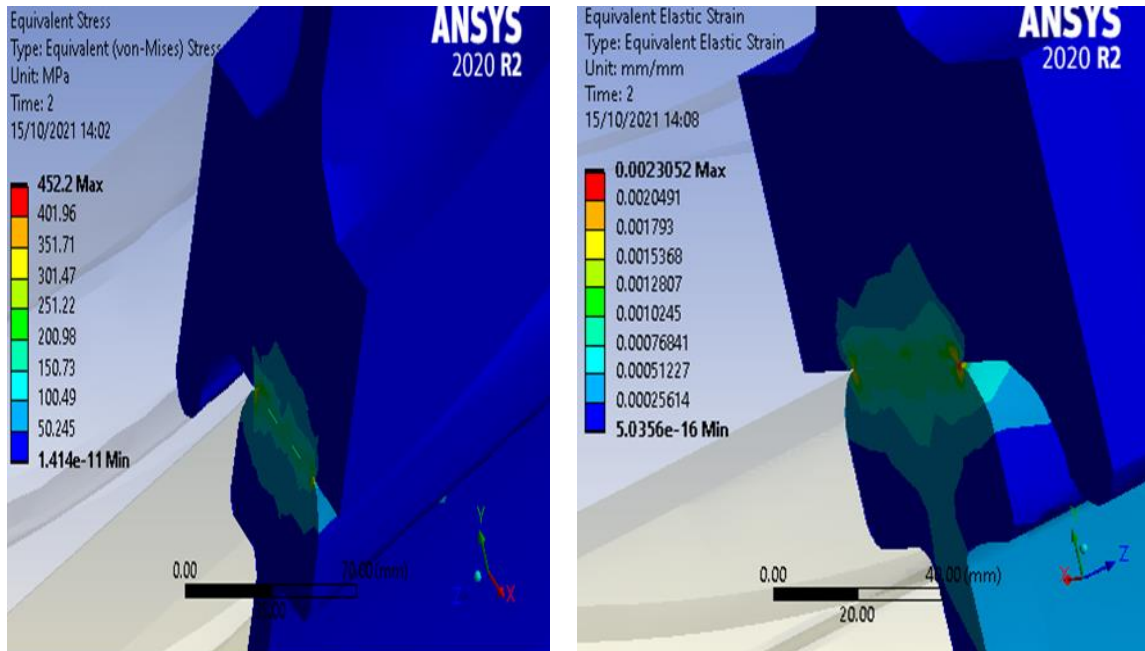 Equivalent Stress
Type: Equivalent (von-Mises) Stress
Unit: MPa
Time: 2
15/10/2021 14:02
ANSYS
2020 R2
452.2 Max
401.96
351.71
301.47
251.22
200.98
150.73
100.49
50.245
1.414e-11 Min
0.00
70.00 (mm)
Y
Z
X
Equivalent Elastic Strain
Type: Equivalent Elastic Strain
Unit: mm/mm
Time: 2
15/10/2021 14:08
ANSYS
2020 R2
0.0023052 Max
0.0020491
0.001793
0.0015368
0.0012807
0.0010245
0.00076841
0.00051227
0.00025614
5.0356e-16 Min
0.00
40.00 (mm)
20.00
Y
Z
X